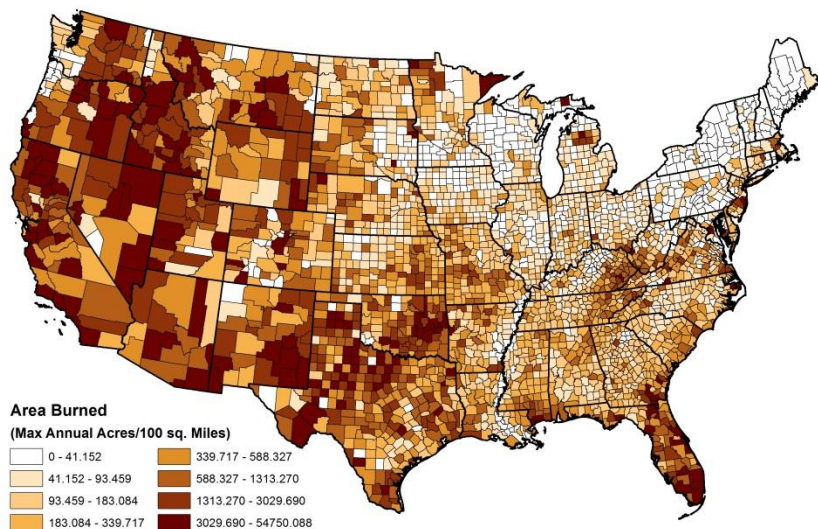 Area Burned
(Max Annual Acres/100 sq. Miles)
0 - 41.152
41.152 - 93.459
93.459 - 183.084
183.084 - 339.717
339.717 - 588.327
588.327 - 1313.270
1313.270 - 3029.690
3029.690 - 54750.088